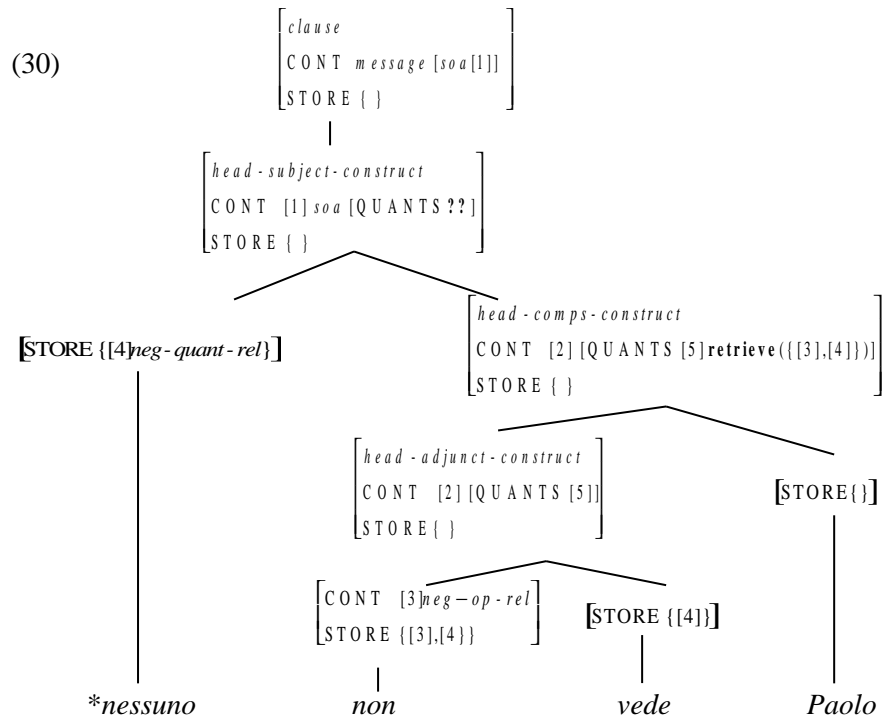 (30)
clause
CONT message [soa[1]]
STORE { }
head-subject-construct
CONT [1] soa [QUANTS ??]
STORE { }
[STORE {[4]neg-quant-rel}]
head-comps-construct
CONT [2] [QUANTS [5] retrieve({[3],[4]})]
STORE { }
head-adjunct-construct
CONT [2] [QUANTS [5]]
STORE { }
[STORE{}]
CONT [3]neg–op-rel
STORE {[3],[4}}
[STORE {[4]}]
*nessuno non vede Paolo